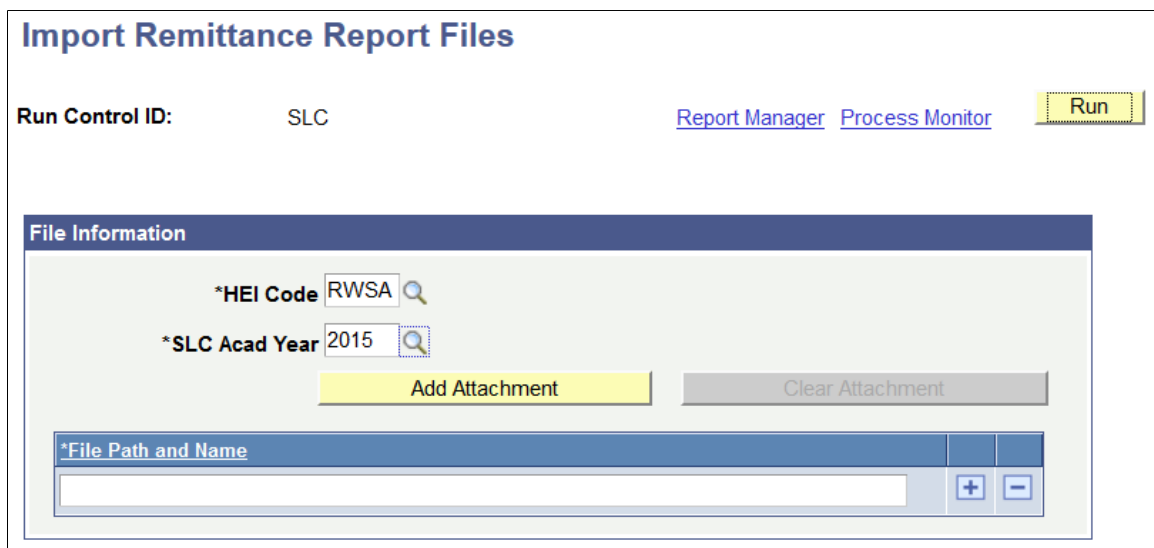 Import Remittance Report Files
Run Control ID: SLC Report Manager Process Monitor Run
File Information
*HEI Code RWSA
*SLC Acad Year 2015
Add Attachment Clear Attachment
*File Path and Name